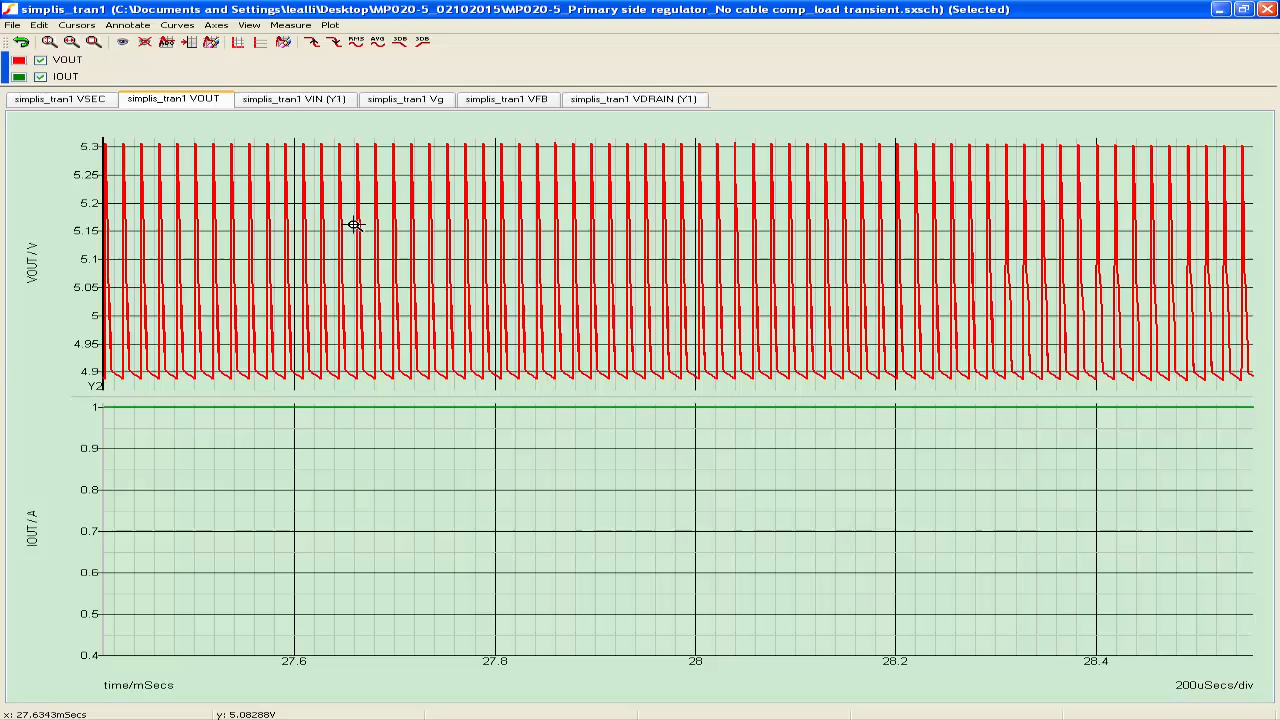 simplis_tran1 (C:\Documents and Settings\lealli\Desktop\MP020-5_02102015\MP020-5_Primary side regulator_No cable comp_load transient.sxsch) (Selected)
File Edit Cursors Annotate Curves Axes View Measure Plot
RMS AVG 3DB 3DB
VOUT
IOUT
simplis_tran1 VSEC simplis_tran1 VOUT simplis_tran1 VIN (Y1) simplis_tran1 Vg simplis_tran1 VFB simplis_tran1 VDRAIN (Y1)
5.3
5.25
5.2
5.15
5.1
5.05
5
4.95
4.9
Y2
VOUT / V
1
0.9
0.8
0.7
0.6
0.5
0.4
IOUT / A
27.6 27.8 28 28.2 28.4
time/mSecs 200uSecs/div
x: 27.6343mSecs y: 5.08288V